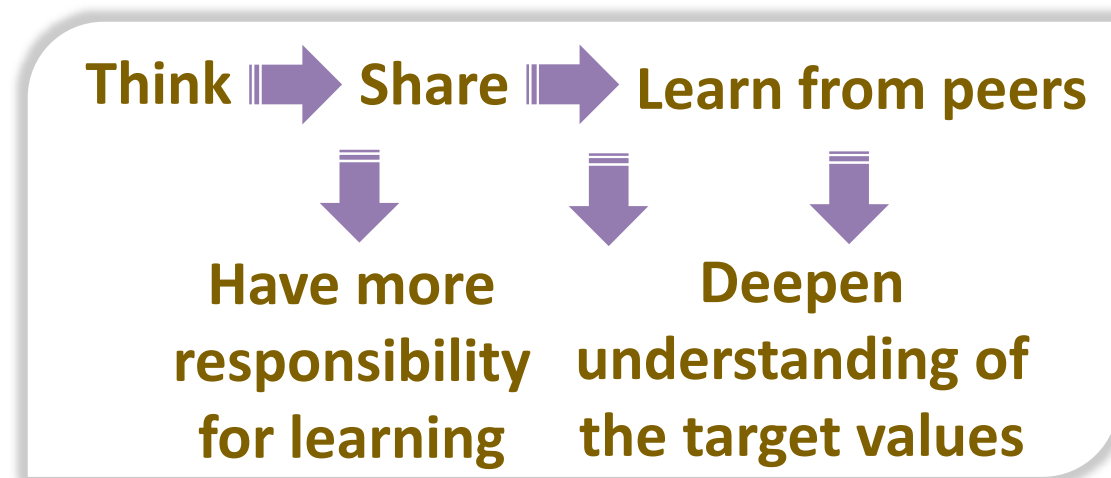 Think Share Learn from peers
Have more
responsibility
for learning
Deepen
understanding of
the target values